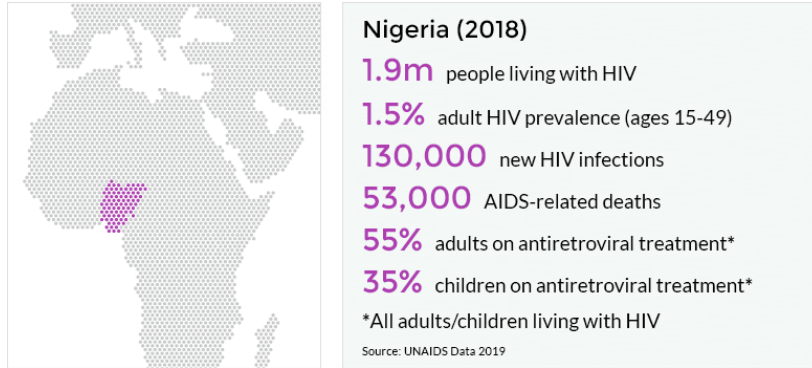 Nigeria (2018)
1.9m people living with HIV
1.5% adult HIV prevalence (ages 15-49)
130,000 new HIV infections
53,000 AIDS-related deaths
55% adults on antiretroviral treatment*
35% children on antiretroviral treatment*
*All adults/children living with HIV
Source: UNAIDS Data 2019